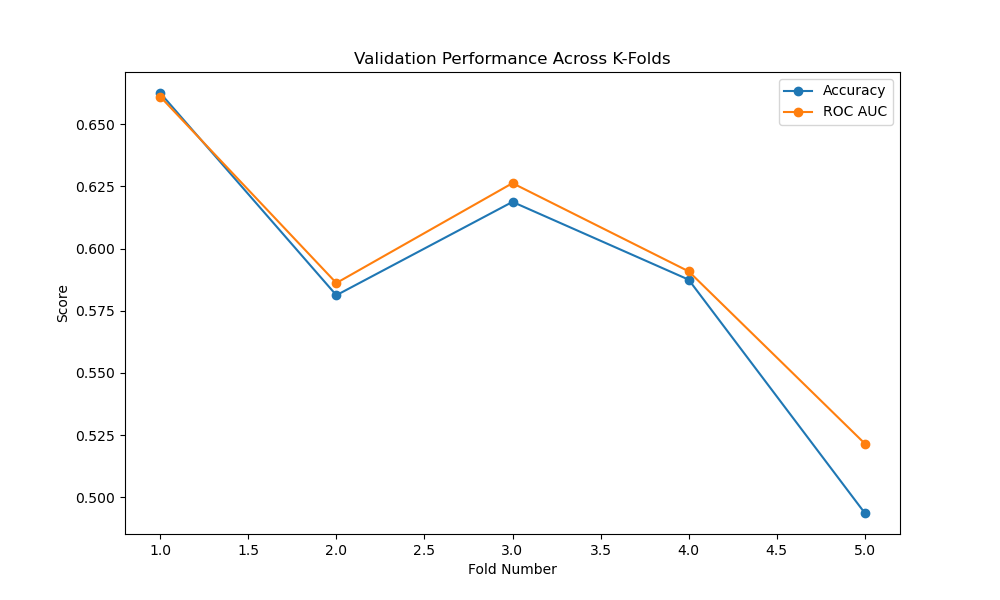 Validation Performance Across K-Folds
Accuracy
ROC AUC
Score
0.650
0.625
0.600
0.575
0.550
0.525
0.500
1.0 1.5 2.0 2.5 3.0 3.5 4.0 4.5 5.0
Fold Number